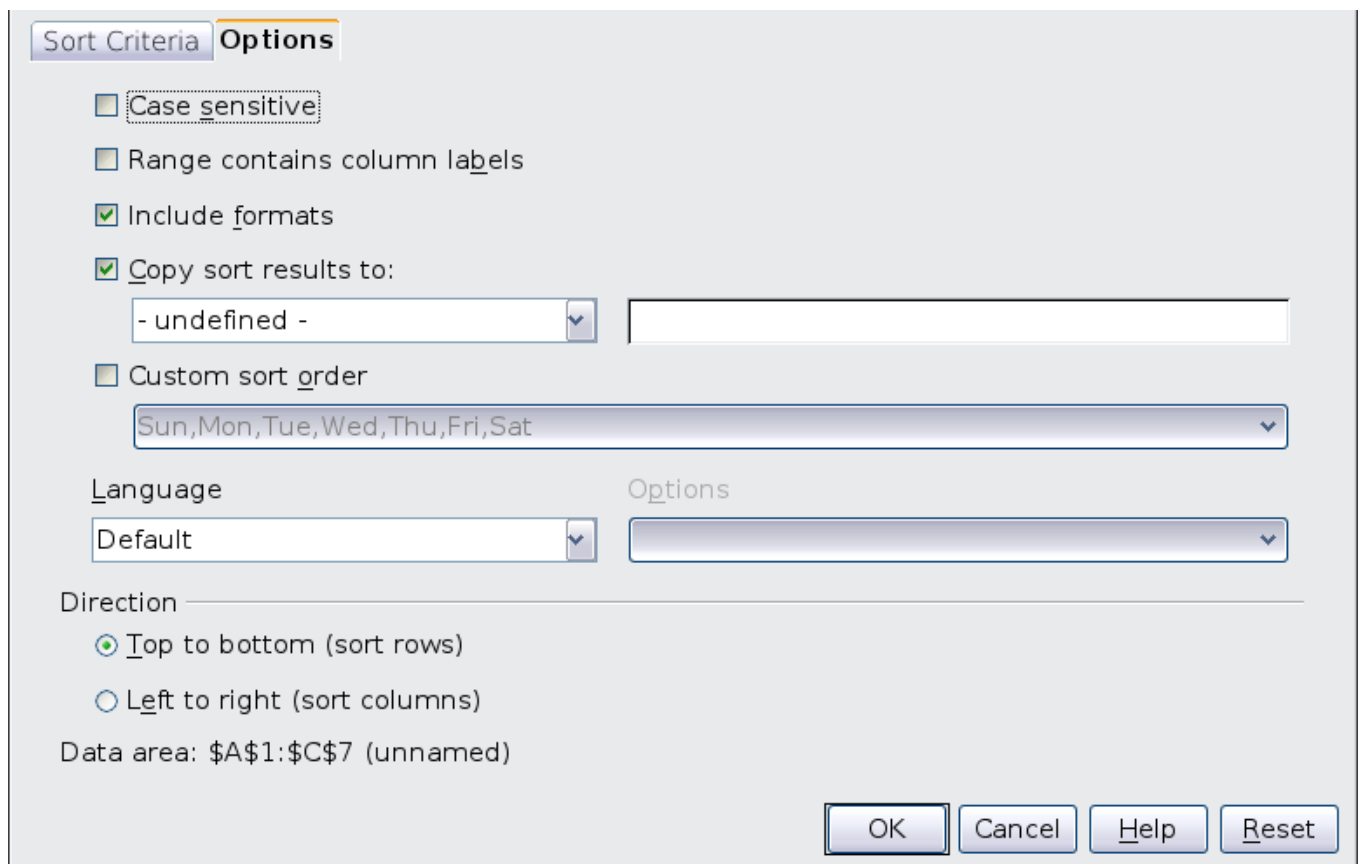 Sort Criteria Options
Case sensitive
Range contains column labels
Include formats
Copy sort results to:
- undefined -
Custom sort order
Sun,Mon,Tue,Wed,Thu,Fri,Sat
Language Options
Default
Direction
Top to bottom (sort rows)
Left to right (sort columns)
Data area: $A$1:$C$7 (unnamed)
OK Cancel Help Reset